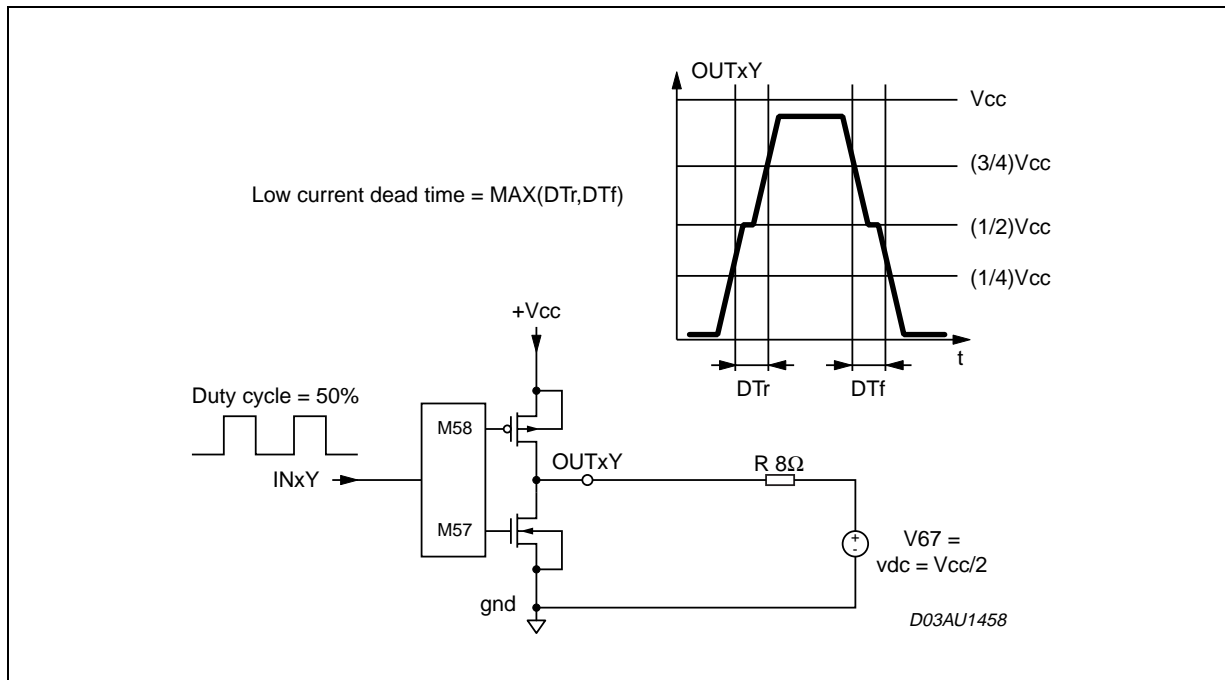 OUTxY
Vcc
(3/4)Vcc
Low current dead time = MAX(DTr,DTf)
(1/2)Vcc
(1/4)Vcc
+Vcc
t
DTr
DTf
Duty cycle = 50%
M58
OUTxY
R 8Ω
INxY
M57
+
-
V67 =
vdc = Vcc/2
gnd
D03AU1458